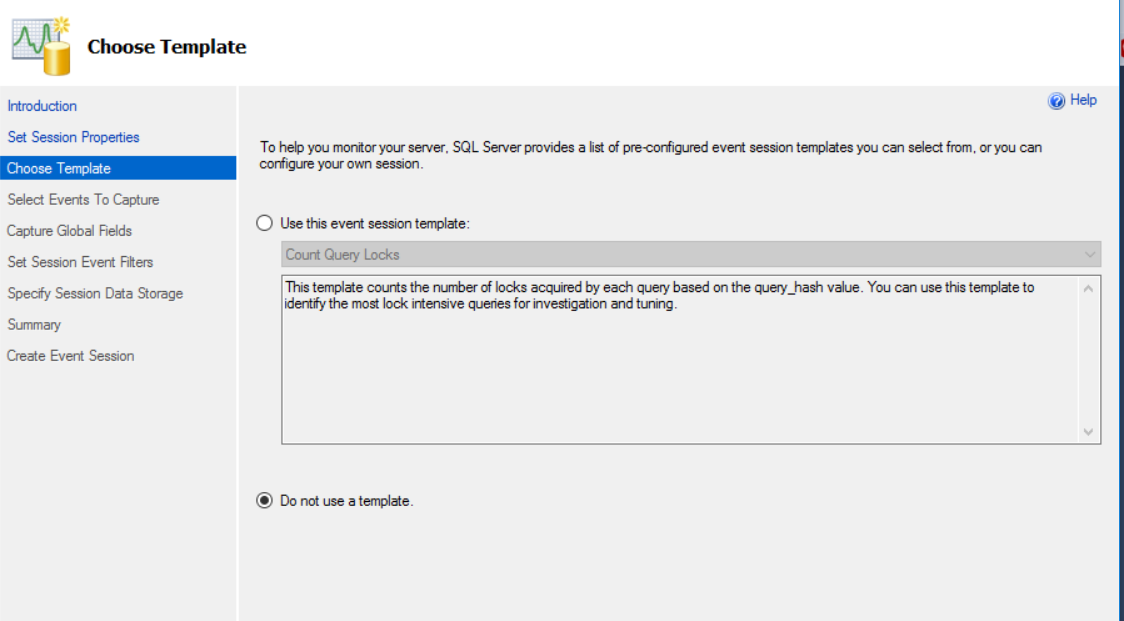 Choose Template
Introduction
Set Session Properties
Choose Template
Select Events To Capture
Capture Global Fields
Set Session Event Filters
Specify Session Data Storage
Summary
Create Event Session
Help
To help you monitor your server, SQL Server provides a list of pre-configured event session templates you can select from, or you can
configure your own session.
Use this event session template:
Count Query Locks
This template counts the number of locks acquired by each query based on the query_hash value. You can use this template to
identify the most lock intensive queries for investigation and tuning.
Do not use a template.